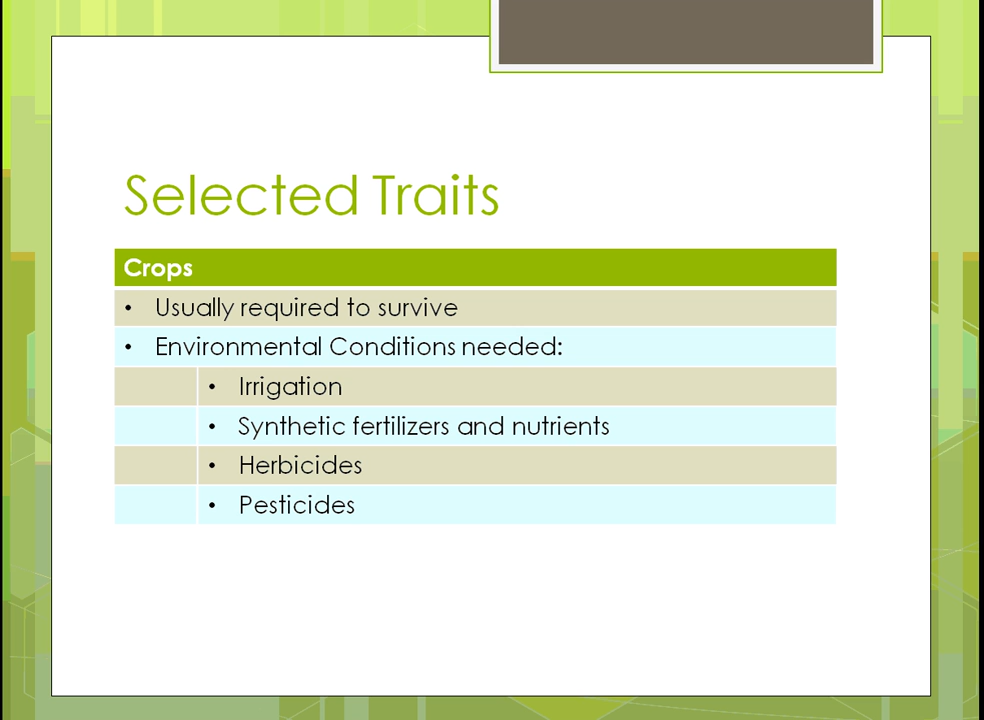 Selected Traits
Crops
• Usually required to survive
• Environmental Conditions needed:
• Irrigation
• Synthetic fertilizers and nutrients
• Herbicides
• Pesticides